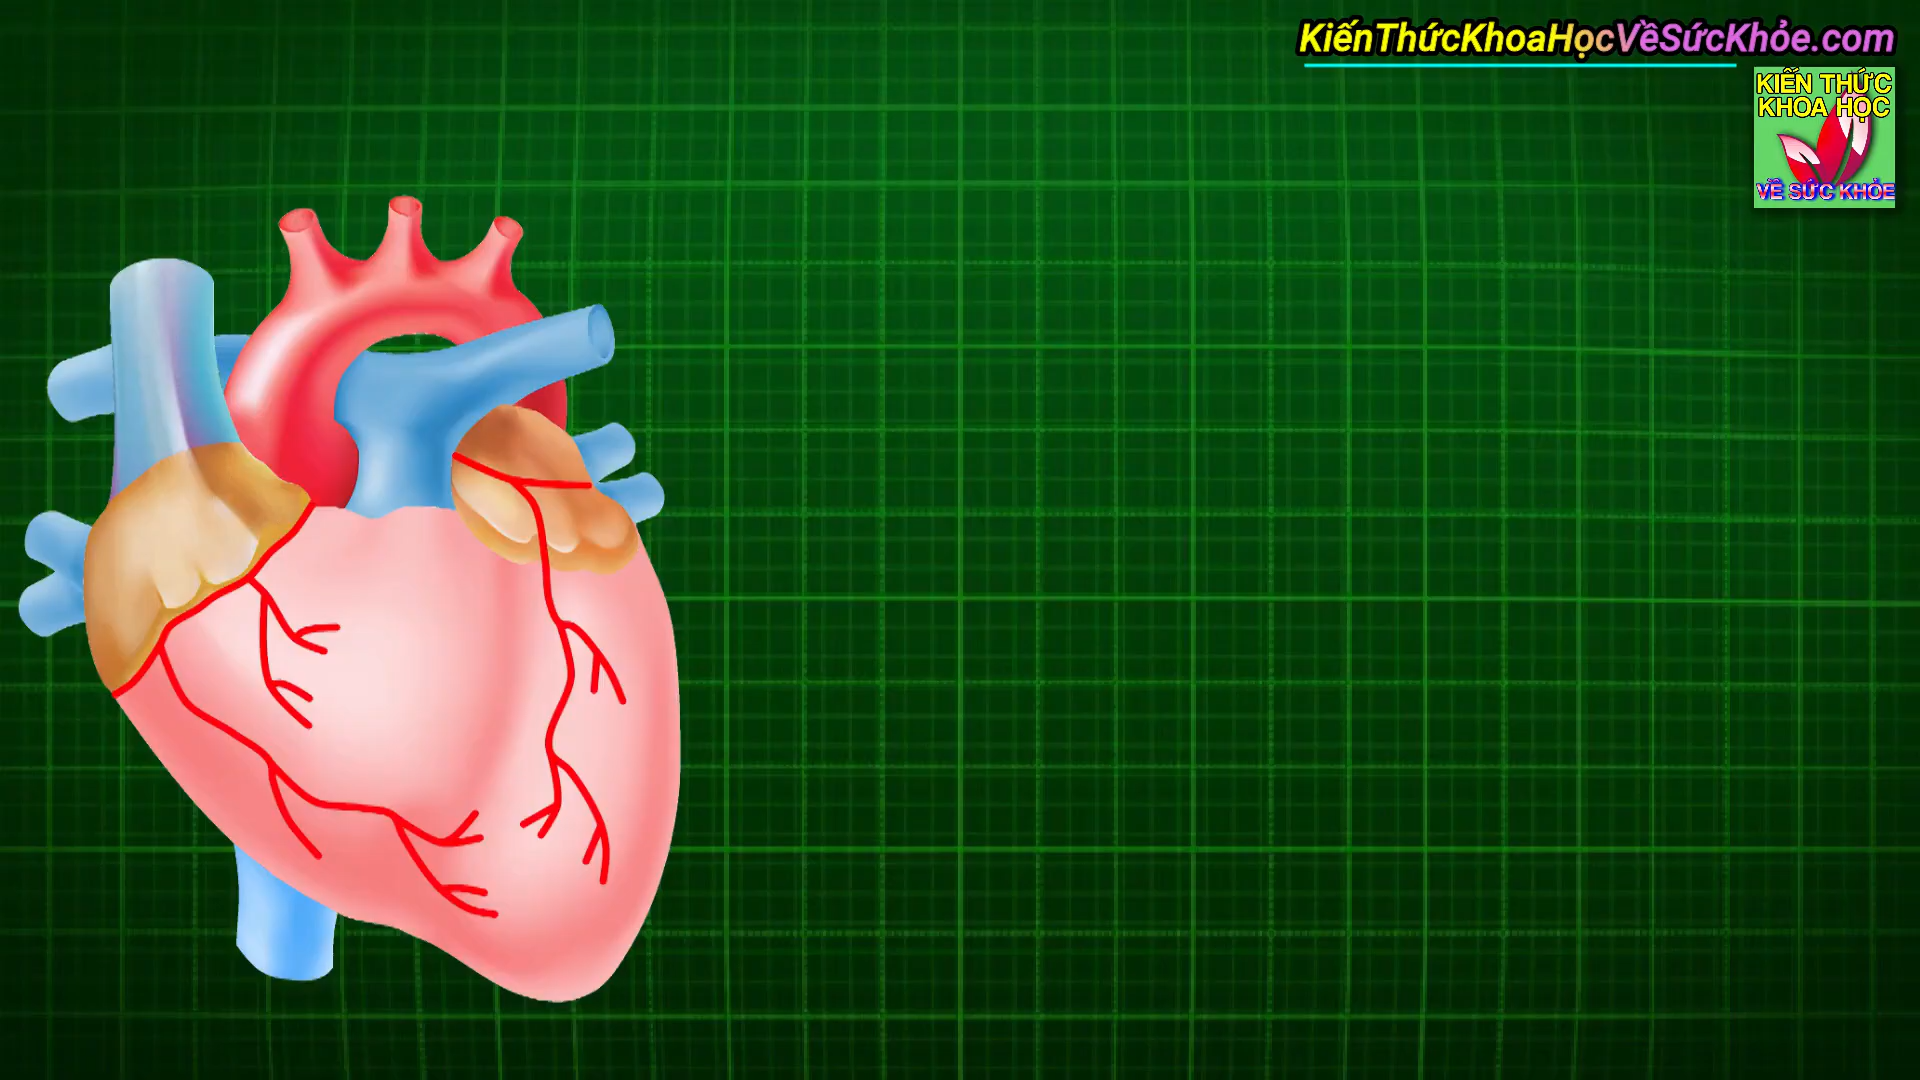 KiếnThứcKhoaHọcVềSứcKhỏe.com
KIẾN THỨC
KHOA HỌC
VỀ SỨC KHỎE